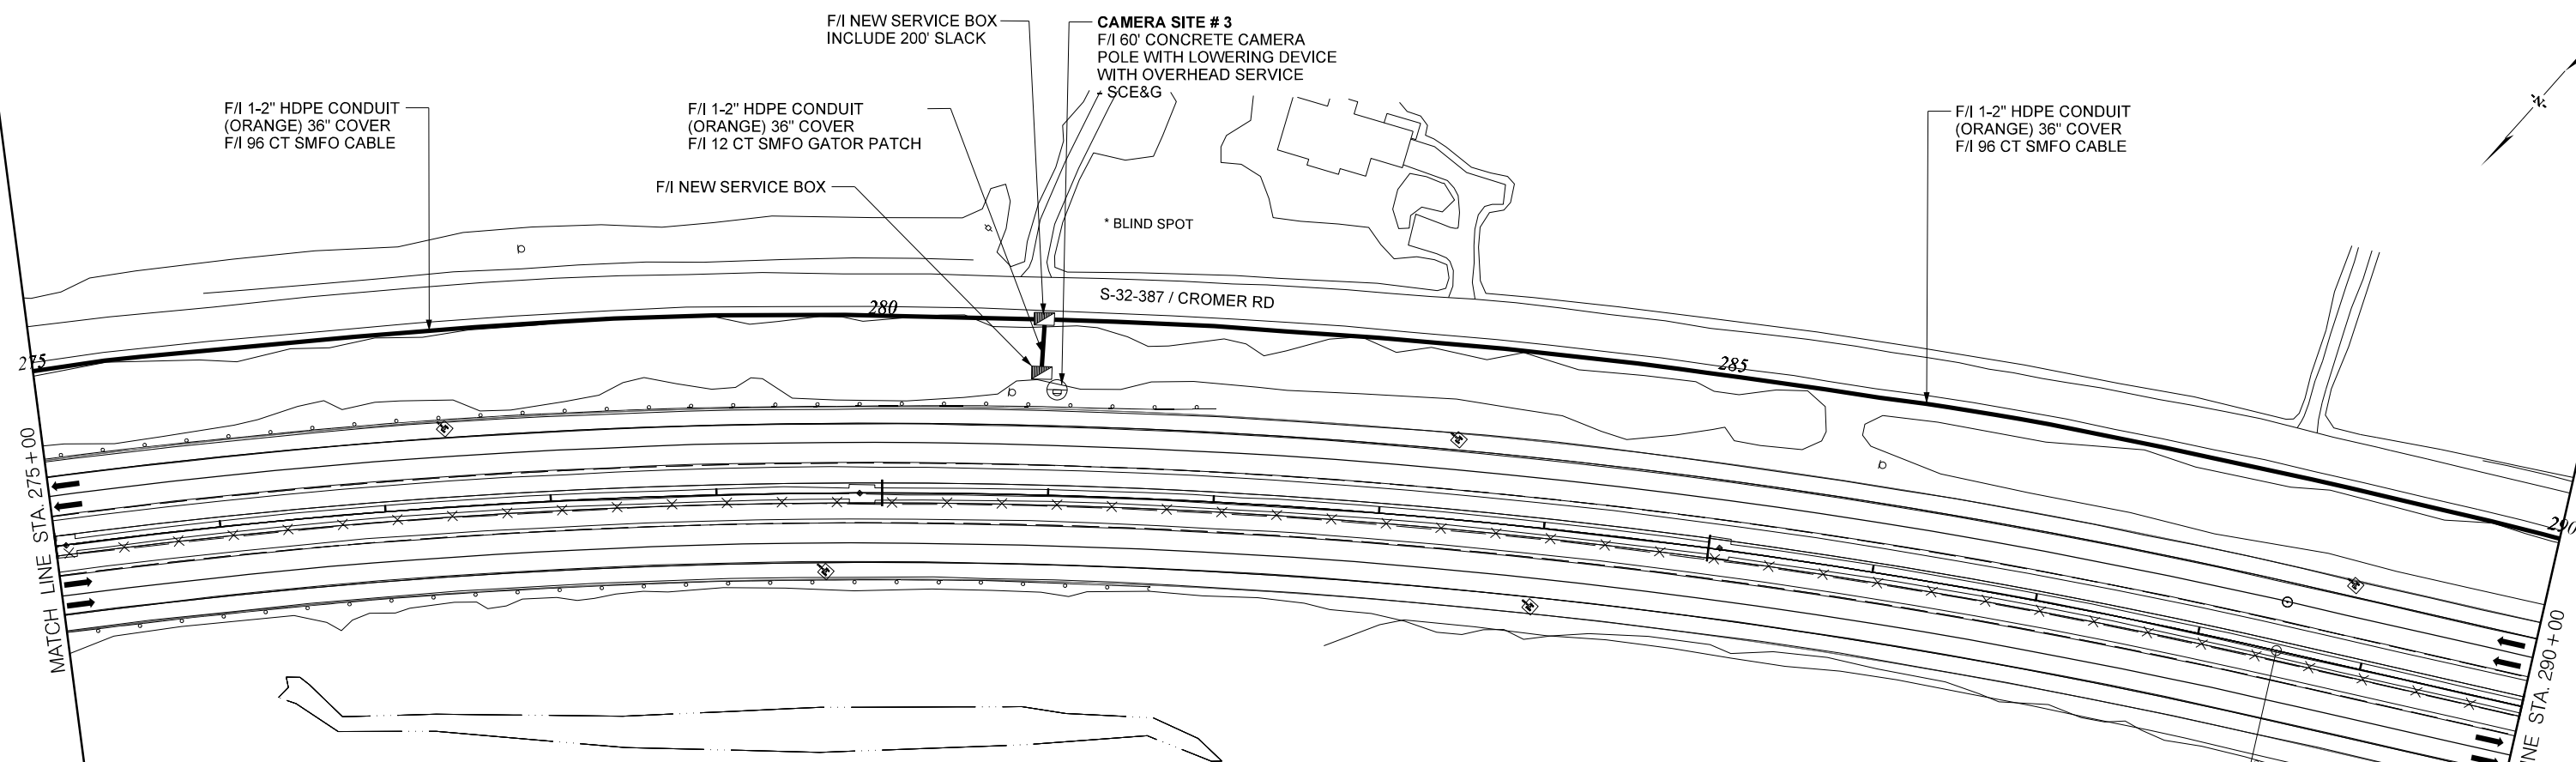 F/I NEW SERVICE BOX
INCLUDE 200' SLACK
CAMERA SITE # 3
F/I 60' CONCRETE CAMERA
POLE WITH LOWERING DEVICE
WITH OVERHEAD SERVICE
- SCE&G
F/I 1-2" HDPE CONDUIT
(ORANGE) 36" COVER
F/I 96 CT SMFO CABLE
F/I 1-2" HDPE CONDUIT
(ORANGE) 36" COVER
F/I 12 CT SMFO GATOR PATCH
F/I NEW SERVICE BOX
F/I 1-2" HDPE CONDUIT
(ORANGE) 36" COVER
F/I 96 CT SMFO CABLE
N
* BLIND SPOT
S-32-387 / CROMER RD
275
280
285
290
MATCH LINE STA. 275+00
STA. 290+00